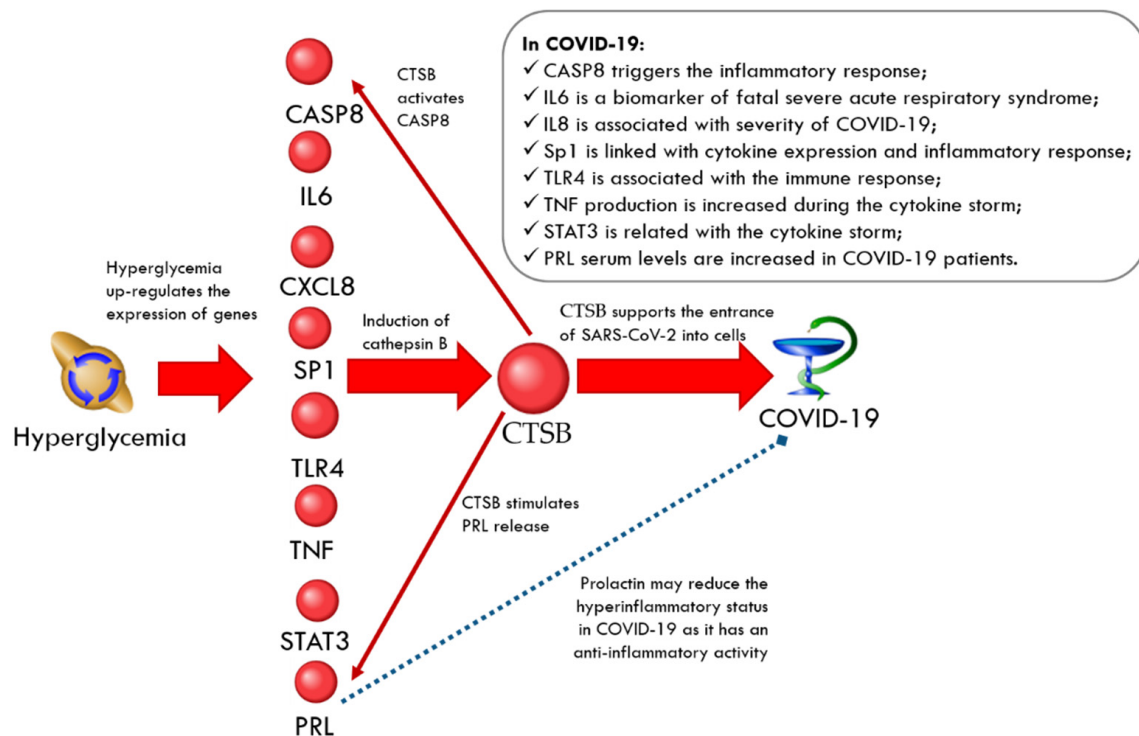 In COVID-19:
✓ CASP8 triggers the inflammatory response;
✓ IL6 is a biomarker of fatal severe acute respiratory syndrome;
✓ IL8 is associated with severity of COVID-19;
✓ Sp1 is linked with cytokine expression and inflammatory response;
✓ TLR4 is associated with the immune response;
✓ TNF production is increased during the cytokine storm;
✓ STAT3 is related with the cytokine storm;
✓ PRL serum levels are increased in COVID-19 patients.
CTSB
activates
CASP8
CASP8
IL6
CXCL8
SP1
TLR4
TNF
STAT3
PRL
Hyperglycemia
up-regulates the
expression of genes
Hyperglycemia
Induction of
cathepsin B
CTSB
CTSB supports the entrance
of SARS-CoV-2 into cells
COVID-19
CTSB stimulates
PRL release
Prolactin may reduce the
hyperinflammatory status
in COVID-19 as it has an
anti-inflammatory activity